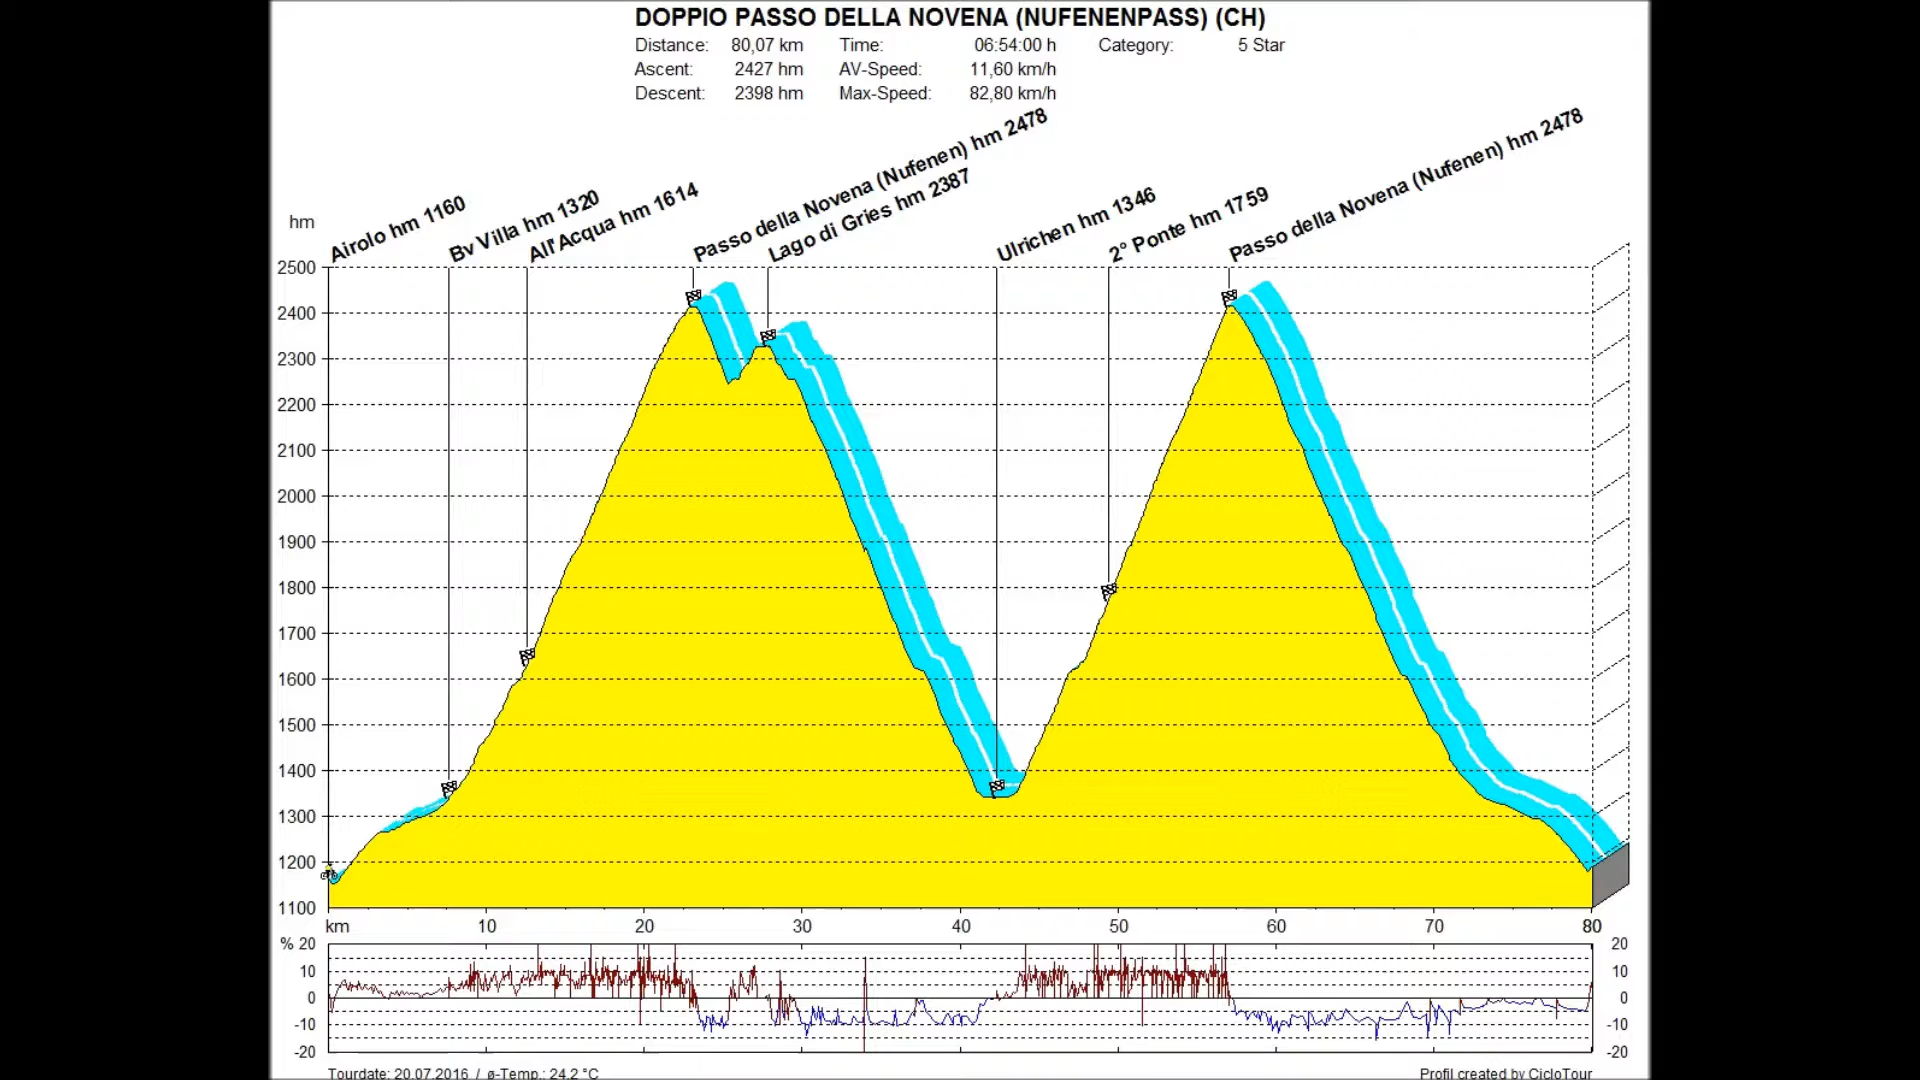 DOPPIO PASSO DELLA NOVENA (NUFENENPASS) (CH)
Distance: 80,07 km Time: 06:54:00 h Category: 5 Star
Ascent: 2427 hm AV-Speed: 11,60 km/h
Descent: 2398 hm Max-Speed: 82,80 km/h
Airolo hm 1160
Bv Villa hm 1320
All'Acqua hm 1614
Passo della Novena (Nufenen) hm 2478
Lago di Gries hm 2387
Ulrichen hm 1346
2° Ponte hm 1759
Passo della Novena (Nufenen) hm 2478
hm
2500
2400
2300
2200
2100
2000
1900
1800
1700
1600
1500
1400
1300
1200
1100
km 10 20 30 40 50 60 70 80
% 20 20
10 10
0 0
-10 -10
-20 -20
Tourdate: 20.07.2016 / ø-Temp.: 24.2 °C Profil created by CicloTour